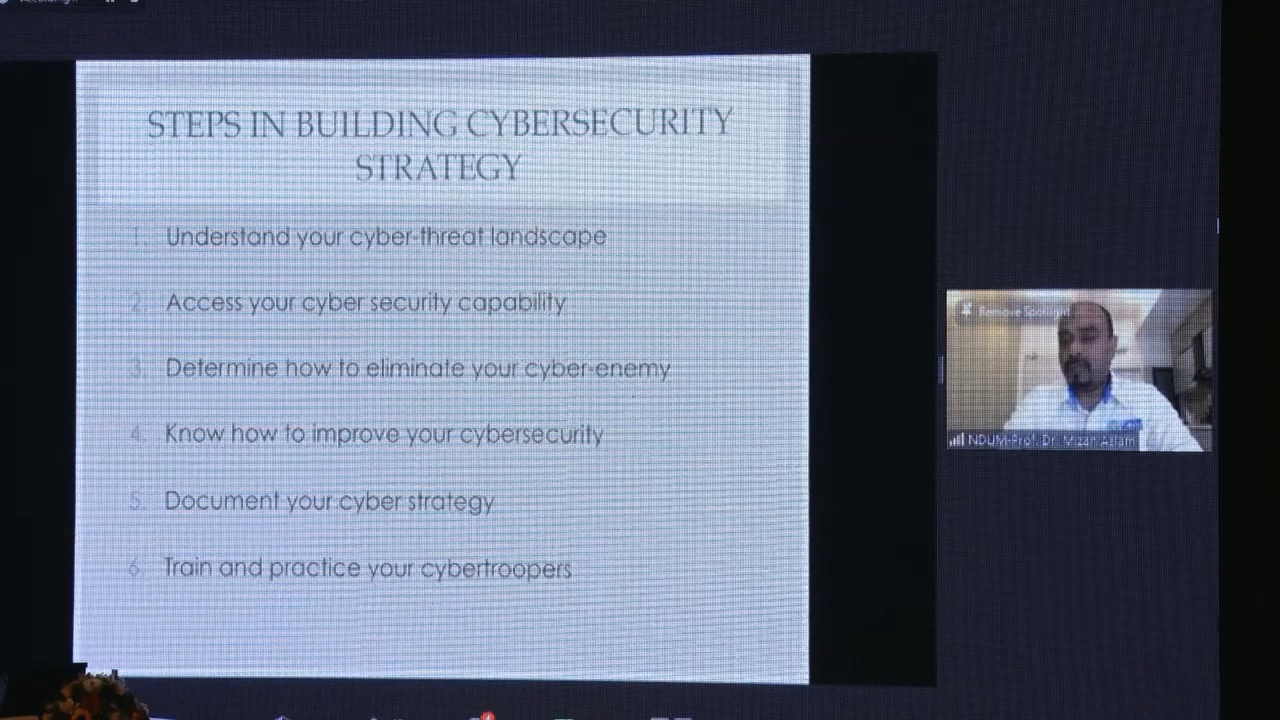 STEPS IN BUILDING CYBERSECURITY
STRATEGY
1. Understand your cyber-threat landscape
2. Access your cyber security capability
3. Determine how to eliminate your cyber-enemy
4. Know how to improve your cybersecurity
5. Document your cyber strategy
6. Train and practice your cybertroopers
Remove Spotlight
NDUM-Prof. Dr. Mizan Aslam